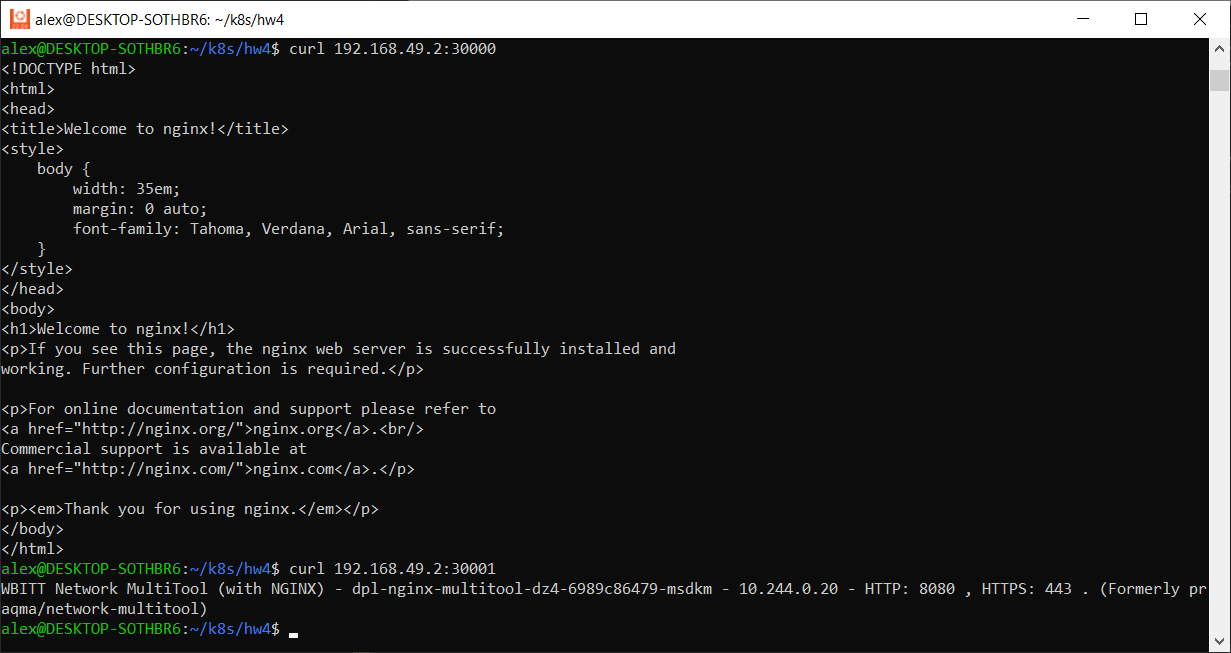 alex@DESKTOP-SOTHBR6: ~/k8s/hw4
alex@DESKTOP-SOTHBR6:~/k8s/hw4$ curl 192.168.49.2:30000
<!DOCTYPE html>
<html>
<head>
<title>Welcome to nginx!</title>
<style>
    body {
        width: 35em;
        margin: 0 auto;
        font-family: Tahoma, Verdana, Arial, sans-serif;
    }
</style>
</head>
<body>
<h1>Welcome to nginx!</h1>
<p>If you see this page, the nginx web server is successfully installed and
working. Further configuration is required.</p>

<p>For online documentation and support please refer to
<a href="http://nginx.org/">nginx.org</a>.<br/>
Commercial support is available at
<a href="http://nginx.com/">nginx.com</a>.</p>

<p><em>Thank you for using nginx.</em></p>
</body>
</html>
alex@DESKTOP-SOTHBR6:~/k8s/hw4$ curl 192.168.49.2:30001
WBITT Network MultiTool (with NGINX) - dpl-nginx-multitool-dz4-6989c86479-msdkm - 10.244.0.20 - HTTP: 8080 , HTTPS: 443 . (Formerly pr
aqma/network-multitool)
alex@DESKTOP-SOTHBR6:~/k8s/hw4$